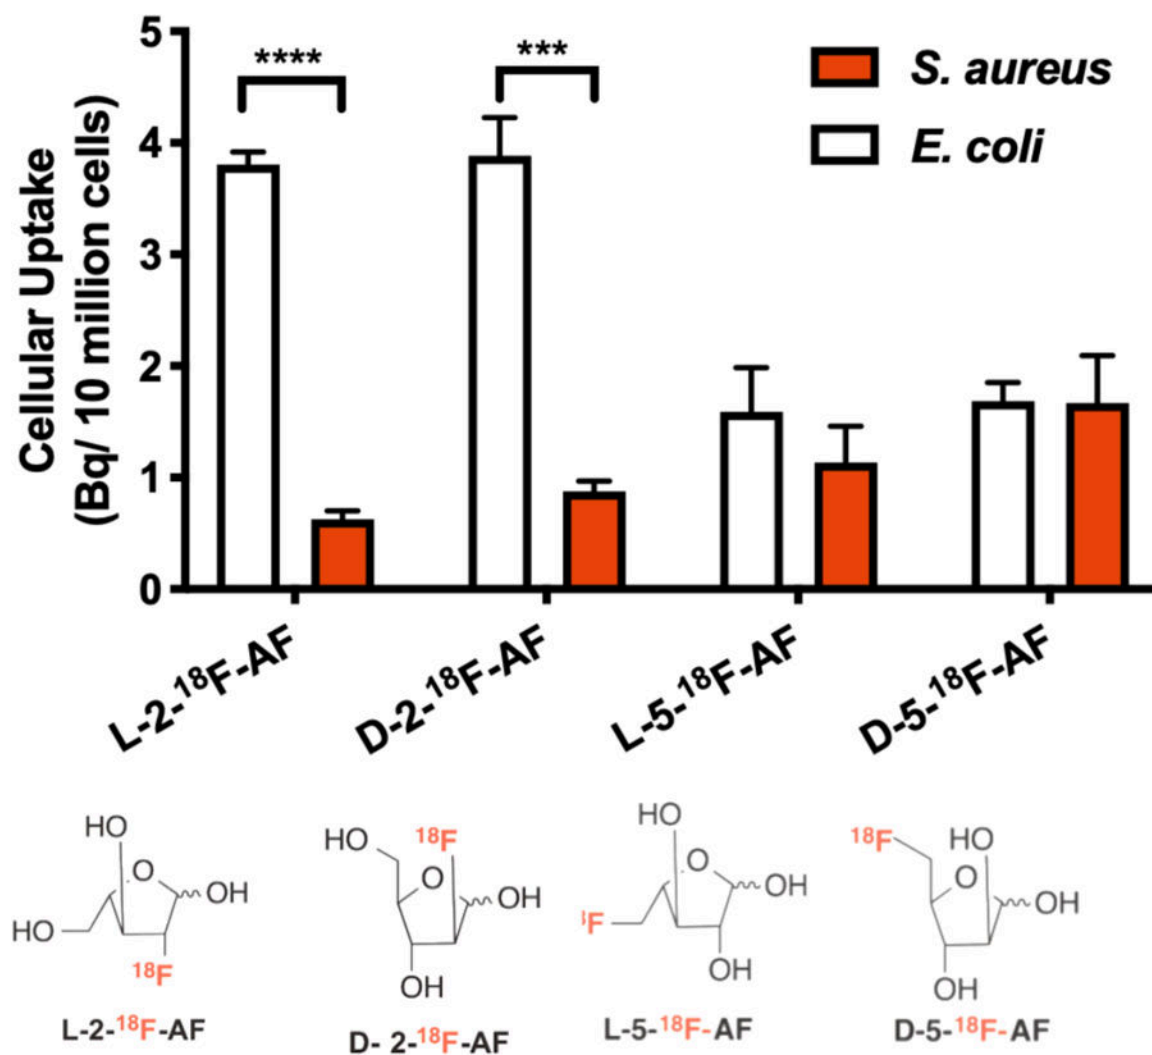 5
4
3
2
1
0
Cellular Uptake
(Bq/ 10 million cells)
****
***
S. aureus
E. coli
L-2-¹⁸F-AF
D-2-¹⁸F-AF
L-5-¹⁸F-AF
D-5-¹⁸F-AF
HO
O
OH
HO
¹⁸F
L-2-¹⁸F-AF
HO
¹⁸F
O
OH
OH
D- 2-¹⁸F-AF
HO
O
OH
F
OH
L-5-¹⁸F-AF
¹⁸F
HO
O
OH
OH
D-5-¹⁸F-AF